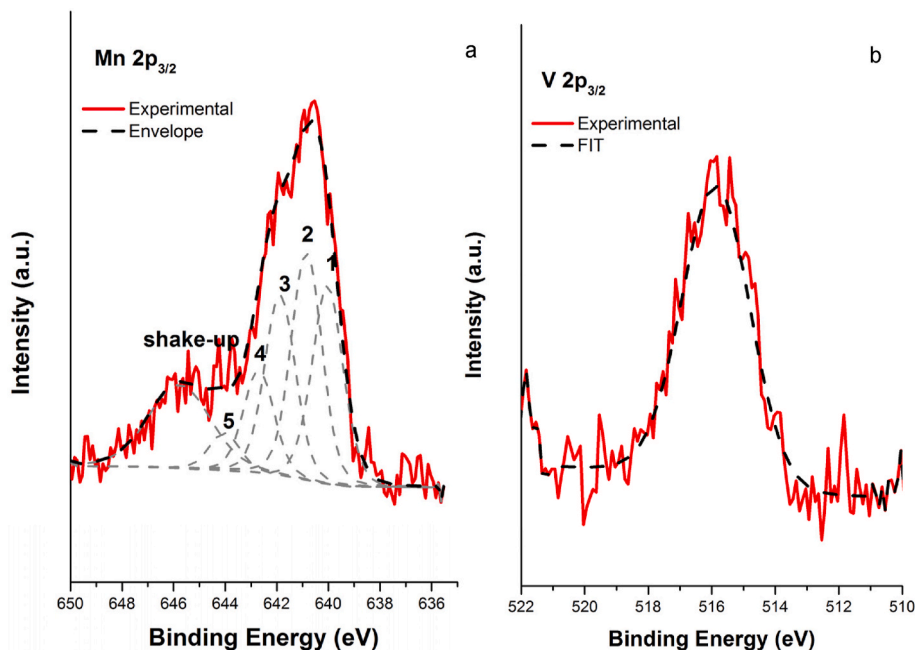 a
Mn 2p3/2
Experimental
Envelope
2
1
3
shake-up
4
5
Intensity (a.u.)
650 648 646 644 642 640 638 636
Binding Energy (eV)
b
V 2p3/2
Experimental
FIT
Intensity (a.u.)
522 520 518 516 514 512 510
Binding Energy (eV)